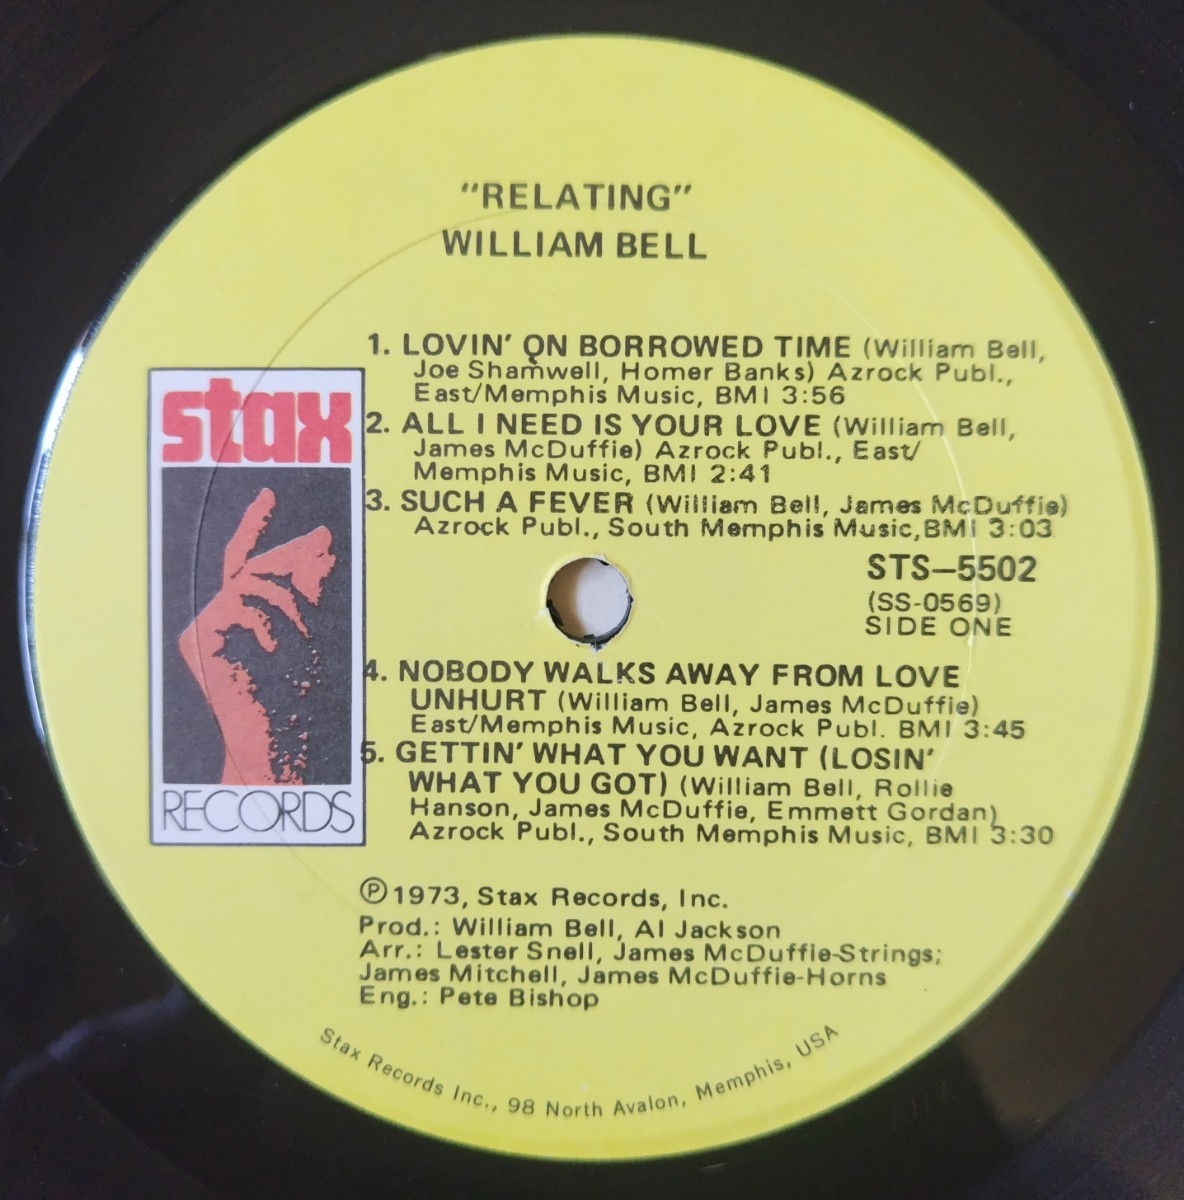 "RELATING"
WILLIAM BELL
1. LOVIN' ON BORROWED TIME (William Bell,
Joe Shamwell, Homer Banks) Azrock Publ.,
East/Memphis Music, BMI 3:56
2. ALL I NEED IS YOUR LOVE (William Bell,
James McDuffie) Azrock Publ., East/
Memphis Music, BMI 2:41
3. SUCH A FEVER (William Bell, James McDuffie)
Azrock Publ., South Memphis Music, BMI 3:03
stax
RECORDS
STS-5502
(SS-0569)
SIDE ONE
4. NOBODY WALKS AWAY FROM LOVE
UNHURT (William Bell, James McDuffie)
East/Memphis Music, Azrock Publ. BMI 3:45
5. GETTIN' WHAT YOU WANT (LOSIN'
WHAT YOU GOT) (William Bell, Rollie
Hanson, James McDuffie, Emmett Gordan)
Azrock Publ., South Memphis Music, BMI 3:30
℗1973, Stax Records, Inc.
Prod.: William Bell, Al Jackson
Arr.: Lester Snell, James McDuffie-Strings;
James Mitchell, James McDuffie-Horns
Eng.: Pete Bishop
Stax Records Inc., 98 North Avalon, Memphis, USA